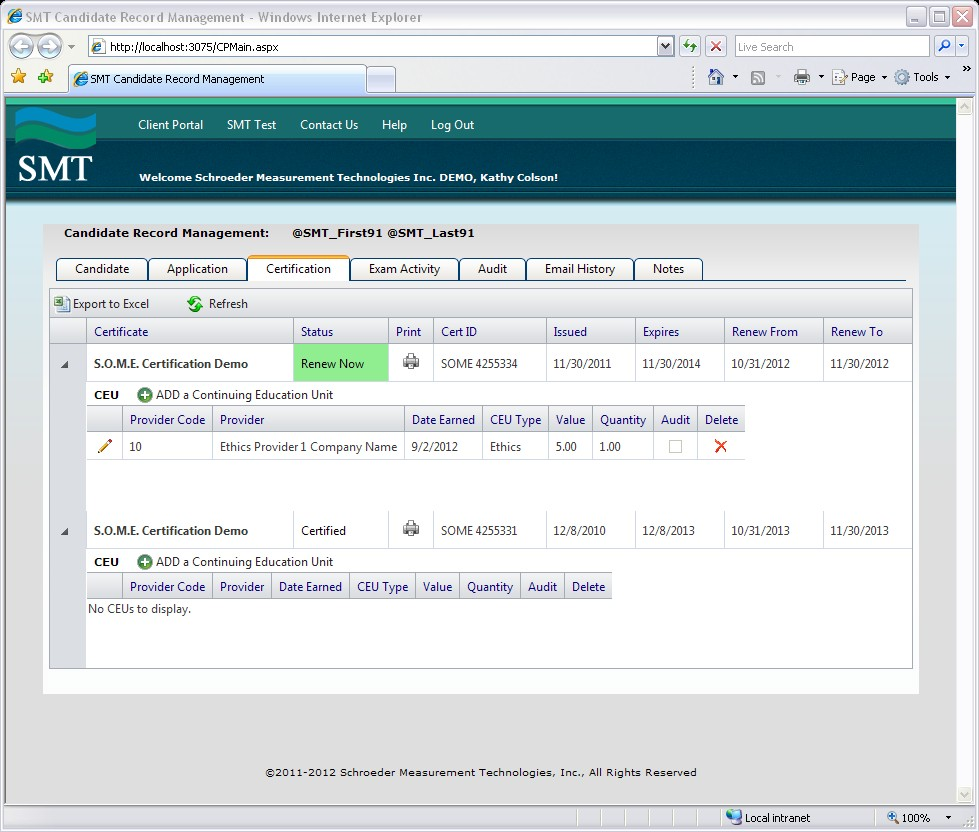 SMT Candidate Record Management - Windows Internet Explorer
http://localhost:3075/CPMain.aspx Live Search
SMT Candidate Record Management Page Tools »
Client Portal SMT Test Contact Us Help Log Out
SMT
Welcome Schroeder Measurement Technologies Inc. DEMO, Kathy Colson!
Candidate Record Management: @SMT_First91 @SMT_Last91
Candidate Application Certification Exam Activity Audit Email History Notes
Export to Excel Refresh
Certificate Status Print Cert ID Issued Expires Renew From Renew To
S.O.M.E. Certification Demo Renew Now SOME 4255334 11/30/2011 11/30/2014 10/31/2012 11/30/2012
CEU ADD a Continuing Education Unit
Provider Code Provider Date Earned CEU Type Value Quantity Audit Delete
10 Ethics Provider 1 Company Name 9/2/2012 Ethics 5.00 1.00
S.O.M.E. Certification Demo Certified SOME 4255331 12/8/2010 12/8/2013 10/31/2013 11/30/2013
CEU ADD a Continuing Education Unit
Provider Code Provider Date Earned CEU Type Value Quantity Audit Delete
No CEUs to display.
©2011-2012 Schroeder Measurement Technologies, Inc., All Rights Reserved
Local intranet 100%